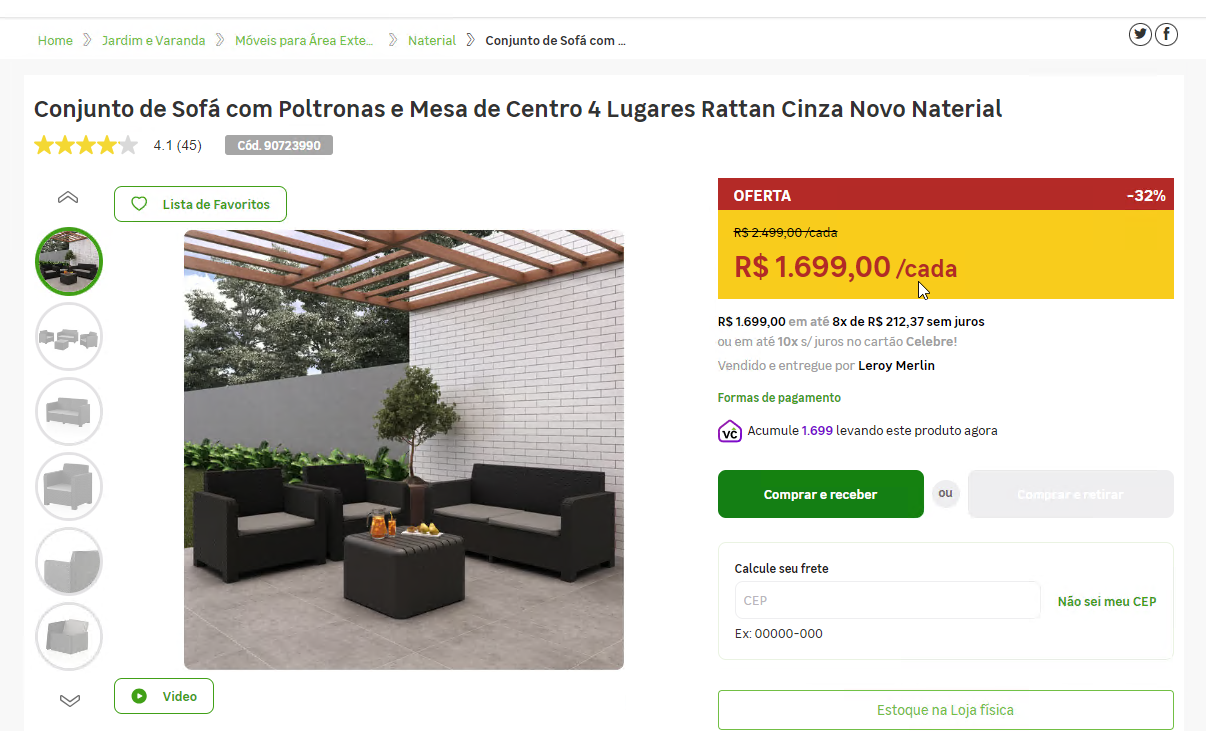 Home Jardim e Varanda Móveis para Área Exte... Naterial Conjunto de Sofá com ...
Conjunto de Sofá com Poltronas e Mesa de Centro 4 Lugares Rattan Cinza Novo Naterial
4.1 (45) Cód. 90723990
Lista de Favoritos
Video
OFERTA -32%
R$ 2.499,00 /cada
R$ 1.699,00 /cada
R$ 1.699,00 em até 8x de R$ 212,37 sem juros
ou em até 10x s/ juros no cartão Celebre!
Vendido e entregue por Leroy Merlin
Formas de pagamento
VC Acumule 1.699 levando este produto agora
Comprar e receber ou Comprar e retirar
Calcule seu frete
CEP Não sei meu CEP
Ex: 00000-000
Estoque na Loja física